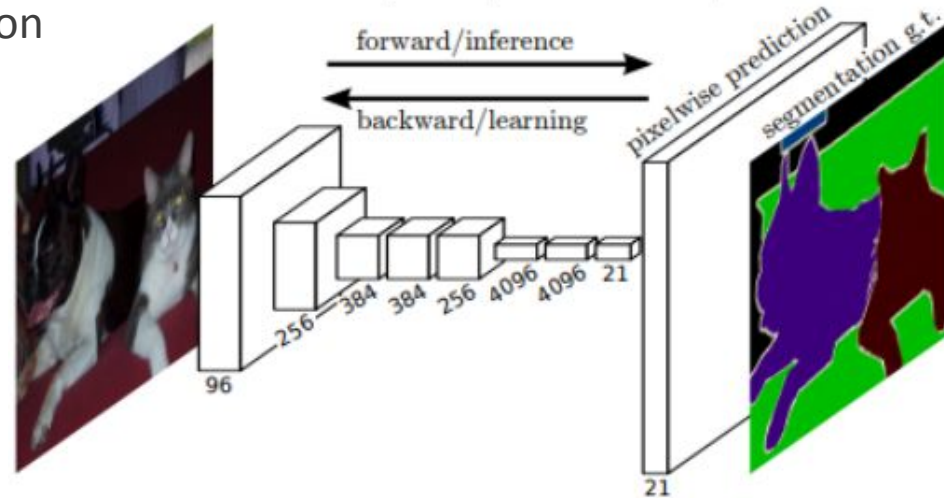 on
forward/inference
backward/learning
pixelwise prediction
segmentation g.t.
96
256
384
384
256
4096
4096
21
21